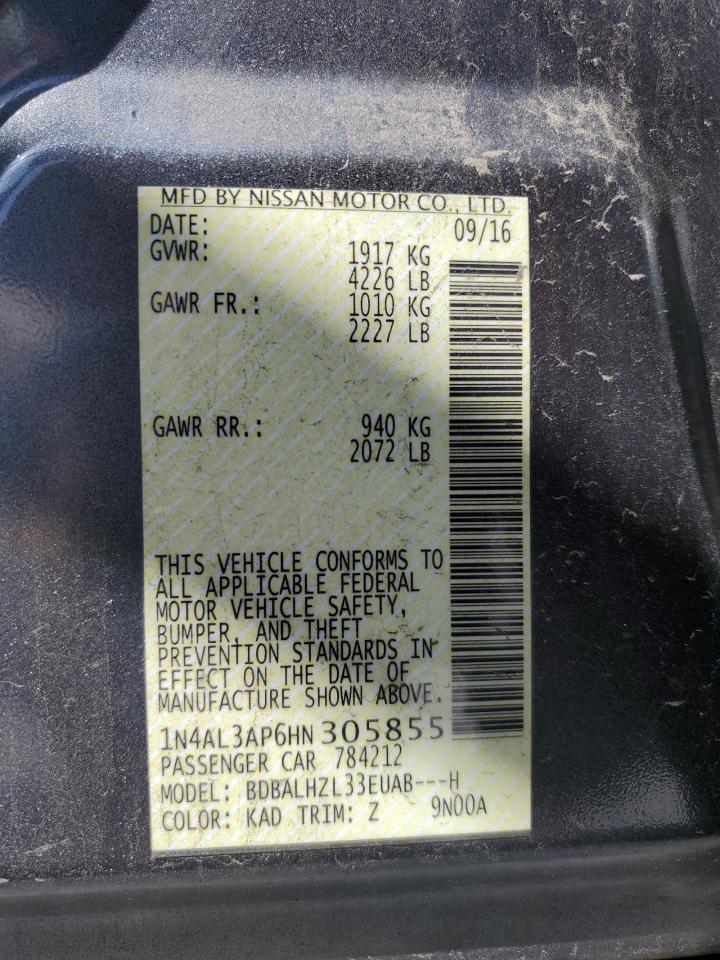 MFD BY NISSAN MOTOR CO., LTD.
DATE: 09/16
GVWR: 1917 KG
4226 LB
GAWR FR.: 1010 KG
2227 LB
GAWR RR.: 940 KG
2072 LB
THIS VEHICLE CONFORMS TO
ALL APPLICABLE FEDERAL
MOTOR VEHICLE SAFETY,
BUMPER, AND THEFT
PREVENTION STANDARDS IN
EFFECT ON THE DATE OF
MANUFACTURE SHOWN ABOVE.
1N4AL3AP6HN305855
PASSENGER CAR 784212
MODEL: BDBALHZL33EUAB---H
COLOR: KAD TRIM: Z 9N00A